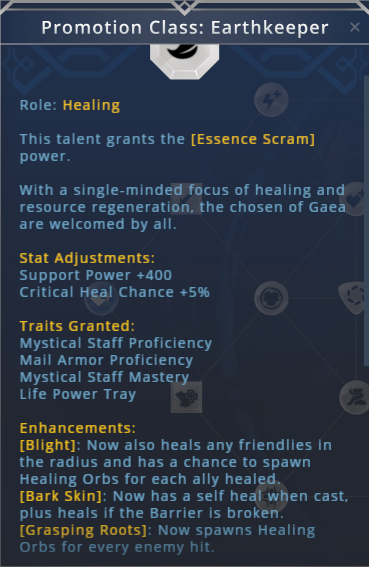 Promotion Class: Earthkeeper
Role: Healing
This talent grants the [Essence Scram]
power.
With a single-minded focus of healing and
resource regeneration, the chosen of Gaea
are welcomed by all.
Stat Adjustments:
Support Power +400
Critical Heal Chance +5%
Traits Granted:
Mystical Staff Proficiency
Mail Armor Proficiency
Mystical Staff Mastery
Life Power Tray
Enhancements:
[Blight]: Now also heals any friendlies in
the radius and has a chance to spawn
Healing Orbs for each ally healed.
[Bark Skin]: Now has a self heal when cast,
plus heals if the Barrier is broken.
[Grasping Roots]: Now spawns Healing
Orbs for every enemy hit.